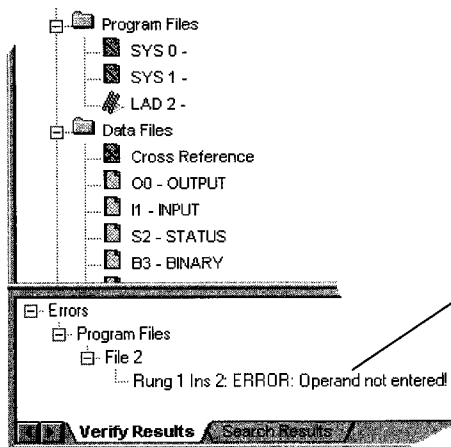 Program Files
SYS 0 -
SYS 1 -
LAD 2 -
Data Files
Cross Reference
O0 - OUTPUT
I1 - INPUT
S2 - STATUS
B3 - BINARY
Errors
Program Files
File 2
Rung 1 Ins 2: ERROR: Operand not entered!
Verify Results Search Results